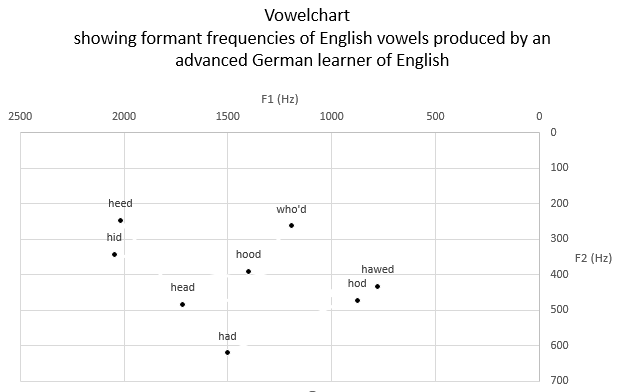 Vowelchart
showing formant frequencies of English vowels produced by an
advanced German learner of English
F1 (Hz)
2500 2000 1500 1000 500 0
0
100
200
heed
who'd
hid
300
hood
F2 (Hz)
hawed
400
head
hod
500
had
600
700